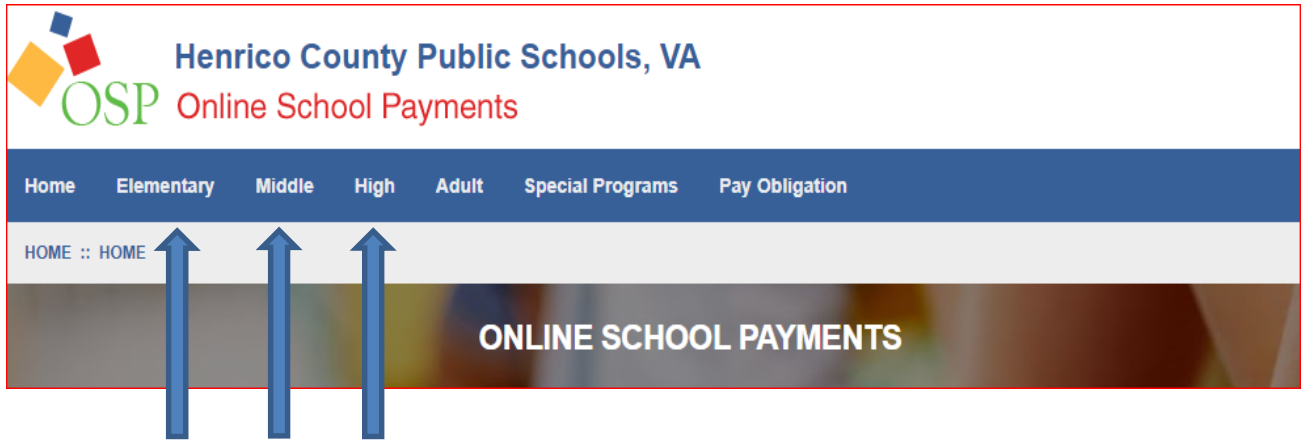 Henrico County Public Schools, VA
OSP Online School Payments
Home Elementary Middle High Adult Special Programs Pay Obligation
HOME :: HOME
ONLINE SCHOOL PAYMENTS